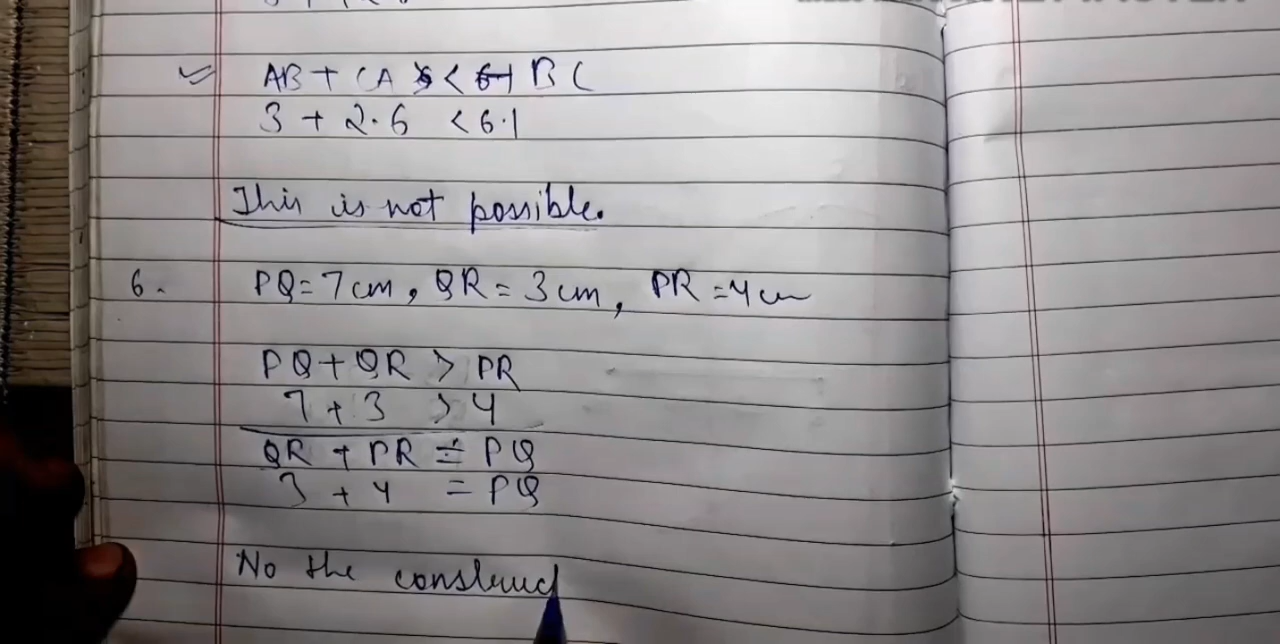 AB + CA < BC
3 + 2.6 < 6.1
This is not possible.
6. PQ = 7 cm, QR = 3 cm, PR = 4 cm
PQ + QR > PR
7 + 3 > 4
QR + PR = PQ
3 + 4 = PQ
No the construct